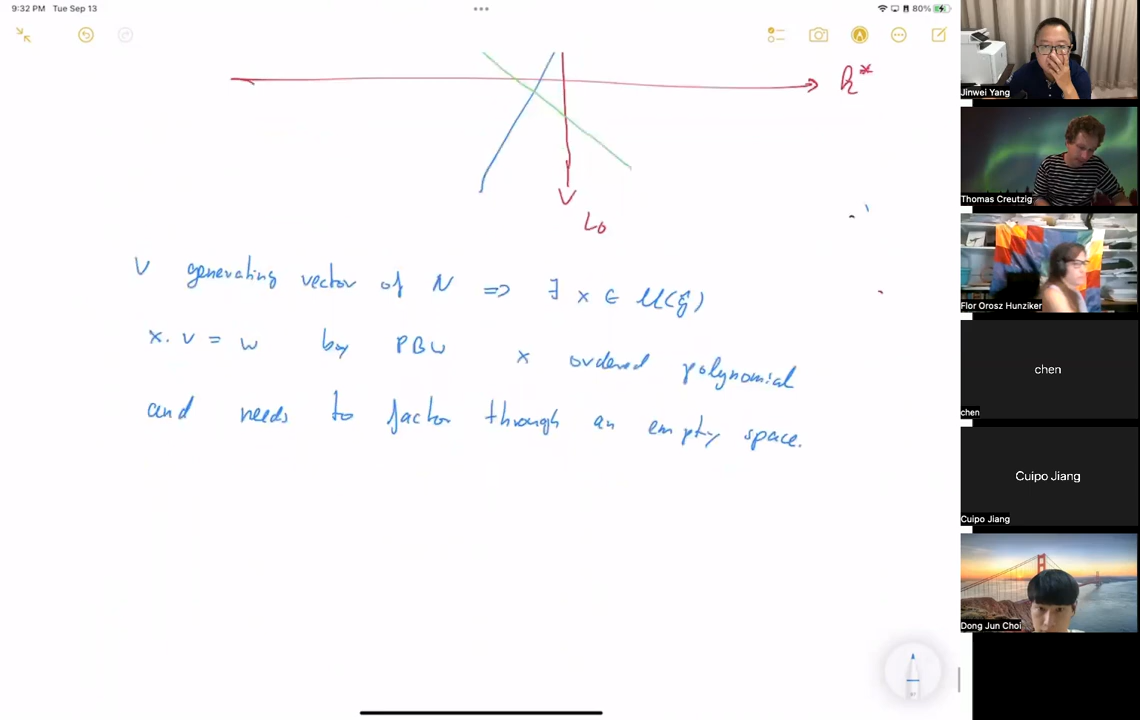 9:32 PM Tue Sep 13
80%
h*
L0
V generating vector of N ⇒ ∃ x ∈ U(g)
x. v = w by PBW x ordered polynomial
and needs to factor through an empty space.
Jinwei Yang
Thomas Creutzig
Flor Orosz Hunziker
chen
chen
Cuipo Jiang
Cuipo Jiang
Dong Jun Choi